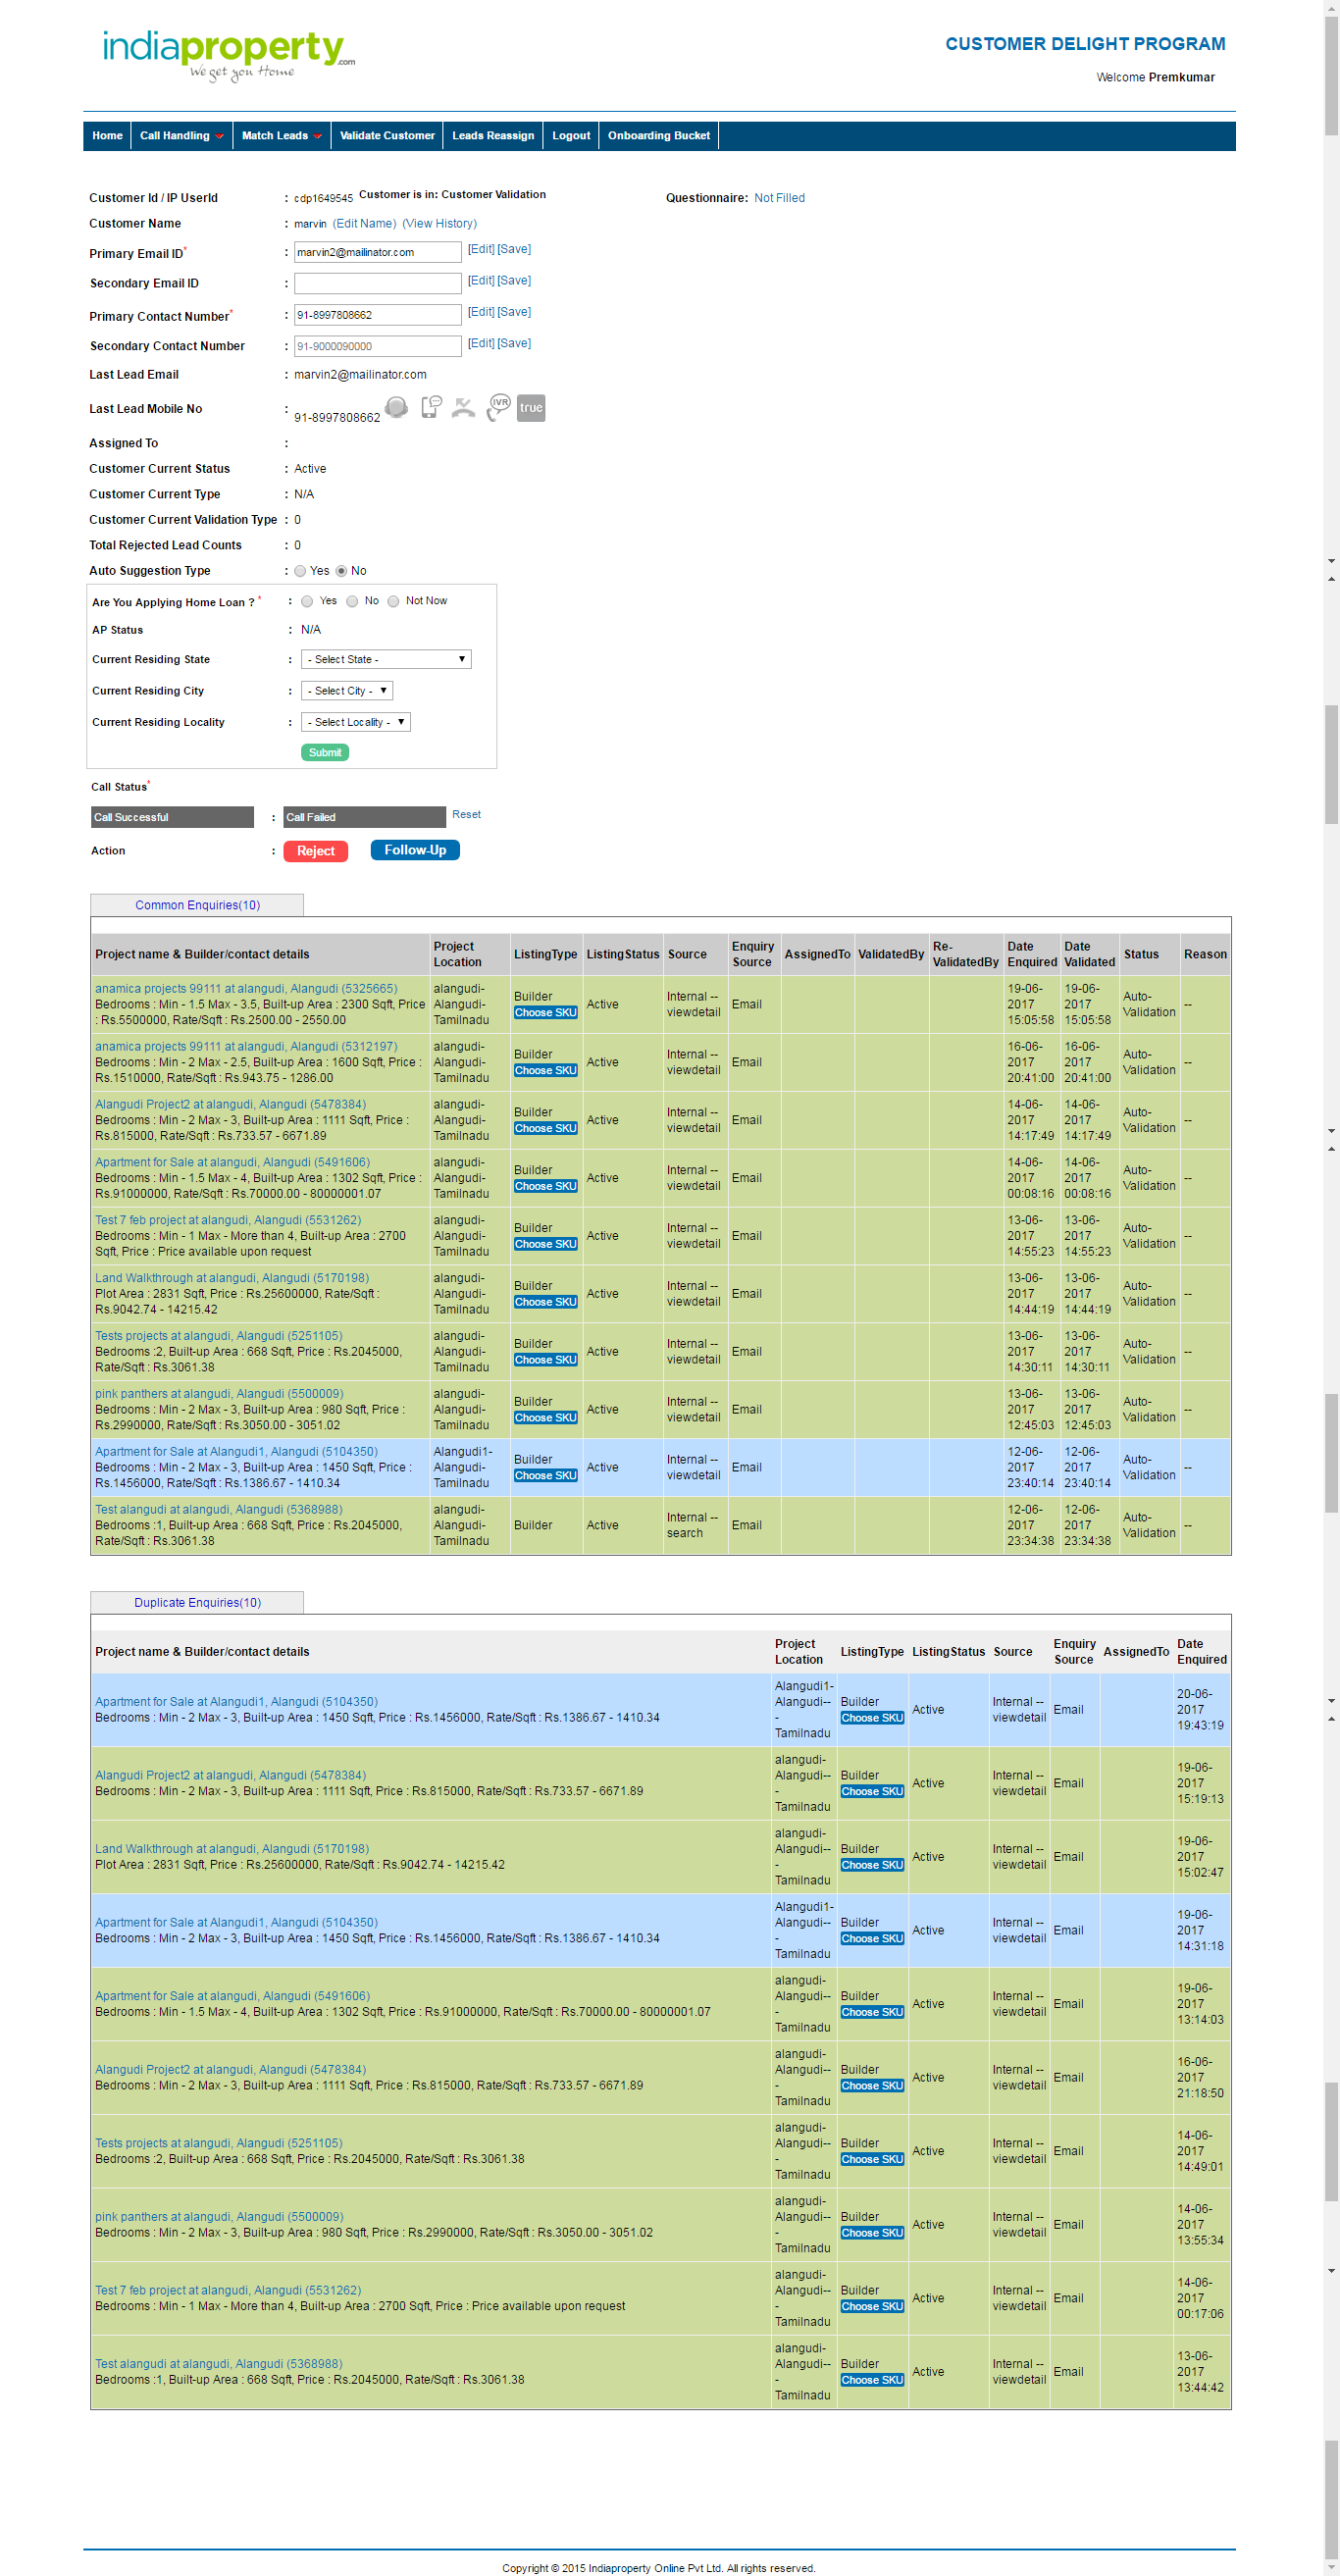 indiaproperty.com
We get you Home
CUSTOMER DELIGHT PROGRAM
Welcome Premkumar
Home Call Handling Match Leads Validate Customer Leads Reassign Logout Onboarding Bucket
Customer Id / IP UserId : cdp1649545 Customer is in: Customer Validation Questionnaire: Not Filled
Customer Name : marvin (Edit Name) (View History)
Primary Email ID* : marvin2@mailinator.com [Edit] [Save]
Secondary Email ID : [Edit] [Save]
Primary Contact Number* : 91-8997808662 [Edit] [Save]
Secondary Contact Number : 91-9000090000 [Edit] [Save]
Last Lead Email : marvin2@mailinator.com
Last Lead Mobile No : 91-8997808662 IVR true
Assigned To :
Customer Current Status : Active
Customer Current Type : N/A
Customer Current Validation Type : 0
Total Rejected Lead Counts : 0
Auto Suggestion Type : Yes No
Are You Applying Home Loan ? * : Yes No Not Now
AP Status : N/A
Current Residing State : - Select State -
Current Residing City : - Select City -
Current Residing Locality : - Select Locality -
Submit
Call Status*
Call Successful : Call Failed Reset
Action : Reject Follow-Up
Common Enquiries(10)
Project name & Builder/contact details Project Location ListingType ListingStatus Source Enquiry Source AssignedTo ValidatedBy Re-ValidatedBy Date Enquired Date Validated Status Reason
anamica projects 99111 at alangudi, Alangudi (5325665)
Bedrooms : Min - 1.5 Max - 3.5, Built-up Area : 2300 Sqft, Price
: Rs.5500000, Rate/Sqft : Rs.2500.00 - 2550.00
alangudi-Alangudi-Tamilnadu Builder Choose SKU Active Internal -- viewdetail Email 19-06-2017 15:05:58 19-06-2017 15:05:58 Auto-Validation --
anamica projects 99111 at alangudi, Alangudi (5312197)
Bedrooms : Min - 2 Max - 2.5, Built-up Area : 1600 Sqft, Price :
Rs.1510000, Rate/Sqft : Rs.943.75 - 1286.00
alangudi-Alangudi-Tamilnadu Builder Choose SKU Active Internal -- viewdetail Email 16-06-2017 20:41:00 16-06-2017 20:41:00 Auto-Validation --
Alangudi Project2 at alangudi, Alangudi (5478384)
Bedrooms : Min - 2 Max - 3, Built-up Area : 1111 Sqft, Price :
Rs.815000, Rate/Sqft : Rs.733.57 - 6671.89
alangudi-Alangudi-Tamilnadu Builder Choose SKU Active Internal -- viewdetail Email 14-06-2017 14:17:49 14-06-2017 14:17:49 Auto-Validation --
Apartment for Sale at alangudi, Alangudi (5491606)
Bedrooms : Min - 1.5 Max - 4, Built-up Area : 1302 Sqft, Price :
Rs.91000000, Rate/Sqft : Rs.70000.00 - 80000001.07
alangudi-Alangudi-Tamilnadu Builder Choose SKU Active Internal -- viewdetail Email 14-06-2017 00:08:16 14-06-2017 00:08:16 Auto-Validation --
Test 7 feb project at alangudi, Alangudi (5531262)
Bedrooms : Min - 1 Max - More than 4, Built-up Area : 2700
Sqft, Price : Price available upon request
alangudi-Alangudi-Tamilnadu Builder Choose SKU Active Internal -- viewdetail Email 13-06-2017 14:55:23 13-06-2017 14:55:23 Auto-Validation --
Land Walkthrough at alangudi, Alangudi (5170198)
Plot Area : 2831 Sqft, Price : Rs.25600000, Rate/Sqft :
Rs.9042.74 - 14215.42
alangudi-Alangudi-Tamilnadu Builder Choose SKU Active Internal -- viewdetail Email 13-06-2017 14:44:19 13-06-2017 14:44:19 Auto-Validation --
Tests projects at alangudi, Alangudi (5251105)
Bedrooms :2, Built-up Area : 668 Sqft, Price : Rs.2045000,
Rate/Sqft : Rs.3061.38
alangudi-Alangudi-Tamilnadu Builder Choose SKU Active Internal -- viewdetail Email 13-06-2017 14:30:11 13-06-2017 14:30:11 Auto-Validation --
pink panthers at alangudi, Alangudi (5500009)
Bedrooms : Min - 2 Max - 3, Built-up Area : 980 Sqft, Price :
Rs.2990000, Rate/Sqft : Rs.3050.00 - 3051.02
alangudi-Alangudi-Tamilnadu Builder Choose SKU Active Internal -- viewdetail Email 13-06-2017 12:45:03 13-06-2017 12:45:03 Auto-Validation --
Apartment for Sale at Alangudi1, Alangudi (5104350)
Bedrooms : Min - 2 Max - 3, Built-up Area : 1450 Sqft, Price :
Rs.1456000, Rate/Sqft : Rs.1386.67 - 1410.34
Alangudi1-Alangudi-Tamilnadu Builder Choose SKU Active Internal -- viewdetail Email 12-06-2017 23:40:14 12-06-2017 23:40:14 Auto-Validation --
Test alangudi at alangudi, Alangudi (5368988)
Bedrooms :1, Built-up Area : 668 Sqft, Price : Rs.2045000,
Rate/Sqft : Rs.3061.38
alangudi-Alangudi-Tamilnadu Builder Active Internal -- search Email 12-06-2017 23:34:38 12-06-2017 23:34:38 Auto-Validation --
Duplicate Enquiries(10)
Project name & Builder/contact details Project Location ListingType ListingStatus Source Enquiry Source AssignedTo Date Enquired
Apartment for Sale at Alangudi1, Alangudi (5104350)
Bedrooms : Min - 2 Max - 3, Built-up Area : 1450 Sqft, Price : Rs.1456000, Rate/Sqft : Rs.1386.67 - 1410.34
Alangudi1-Alangudi---Tamilnadu Builder Choose SKU Active Internal -- viewdetail Email 20-06-2017 19:43:19
Alangudi Project2 at alangudi, Alangudi (5478384)
Bedrooms : Min - 2 Max - 3, Built-up Area : 1111 Sqft, Price : Rs.815000, Rate/Sqft : Rs.733.57 - 6671.89
alangudi-Alangudi---Tamilnadu Builder Choose SKU Active Internal -- viewdetail Email 19-06-2017 15:19:13
Land Walkthrough at alangudi, Alangudi (5170198)
Plot Area : 2831 Sqft, Price : Rs.25600000, Rate/Sqft : Rs.9042.74 - 14215.42
alangudi-Alangudi---Tamilnadu Builder Choose SKU Active Internal -- viewdetail Email 19-06-2017 15:02:47
Apartment for Sale at Alangudi1, Alangudi (5104350)
Bedrooms : Min - 2 Max - 3, Built-up Area : 1450 Sqft, Price : Rs.1456000, Rate/Sqft : Rs.1386.67 - 1410.34
Alangudi1-Alangudi---Tamilnadu Builder Choose SKU Active Internal -- viewdetail Email 19-06-2017 14:31:18
Apartment for Sale at alangudi, Alangudi (5491606)
Bedrooms : Min - 1.5 Max - 4, Built-up Area : 1302 Sqft, Price : Rs.91000000, Rate/Sqft : Rs.70000.00 - 80000001.07
alangudi-Alangudi---Tamilnadu Builder Choose SKU Active Internal -- viewdetail Email 19-06-2017 13:14:03
Alangudi Project2 at alangudi, Alangudi (5478384)
Bedrooms : Min - 2 Max - 3, Built-up Area : 1111 Sqft, Price : Rs.815000, Rate/Sqft : Rs.733.57 - 6671.89
alangudi-Alangudi---Tamilnadu Builder Choose SKU Active Internal -- viewdetail Email 16-06-2017 21:18:50
Tests projects at alangudi, Alangudi (5251105)
Bedrooms :2, Built-up Area : 668 Sqft, Price : Rs.2045000, Rate/Sqft : Rs.3061.38
alangudi-Alangudi---Tamilnadu Builder Choose SKU Active Internal -- viewdetail Email 14-06-2017 14:49:01
pink panthers at alangudi, Alangudi (5500009)
Bedrooms : Min - 2 Max - 3, Built-up Area : 980 Sqft, Price : Rs.2990000, Rate/Sqft : Rs.3050.00 - 3051.02
alangudi-Alangudi---Tamilnadu Builder Choose SKU Active Internal -- viewdetail Email 14-06-2017 13:55:34
Test 7 feb project at alangudi, Alangudi (5531262)
Bedrooms : Min - 1 Max - More than 4, Built-up Area : 2700 Sqft, Price : Price available upon request
alangudi-Alangudi---Tamilnadu Builder Choose SKU Active Internal -- viewdetail Email 14-06-2017 00:17:06
Test alangudi at alangudi, Alangudi (5368988)
Bedrooms :1, Built-up Area : 668 Sqft, Price : Rs.2045000, Rate/Sqft : Rs.3061.38
alangudi-Alangudi---Tamilnadu Builder Choose SKU Active Internal -- viewdetail Email 13-06-2017 13:44:42
Copyright © 2015 Indiaproperty Online Pvt Ltd. All rights reserved.